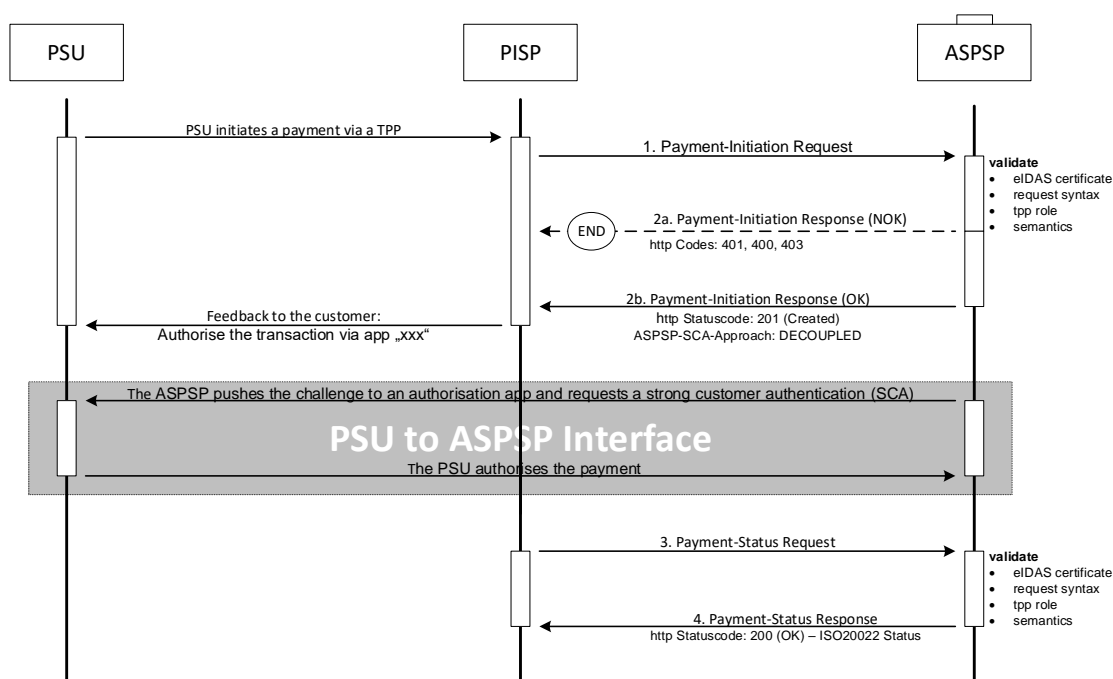 PSU
PISP
ASPSP
PSU initiates a payment via a TPP
1. Payment-Initiation Request
validate
• eIDAS certificate
• request syntax
• tpp role
• semantics
2a. Payment-Initiation Response (NOK)
END
http Codes: 401, 400, 403
2b. Payment-Initiation Response (OK)
http Statuscode: 201 (Created)
ASPSP-SCA-Approach: DECOUPLED
Feedback to the customer:
Authorise the transaction via app „xxx“
The ASPSP pushes the challenge to an authorisation app and requests a strong customer authentication (SCA)
PSU to ASPSP Interface
The PSU authorises the payment
3. Payment-Status Request
validate
• eIDAS certificate
• request syntax
• tpp role
• semantics
4. Payment-Status Response
http Statuscode: 200 (OK) – ISO20022 Status